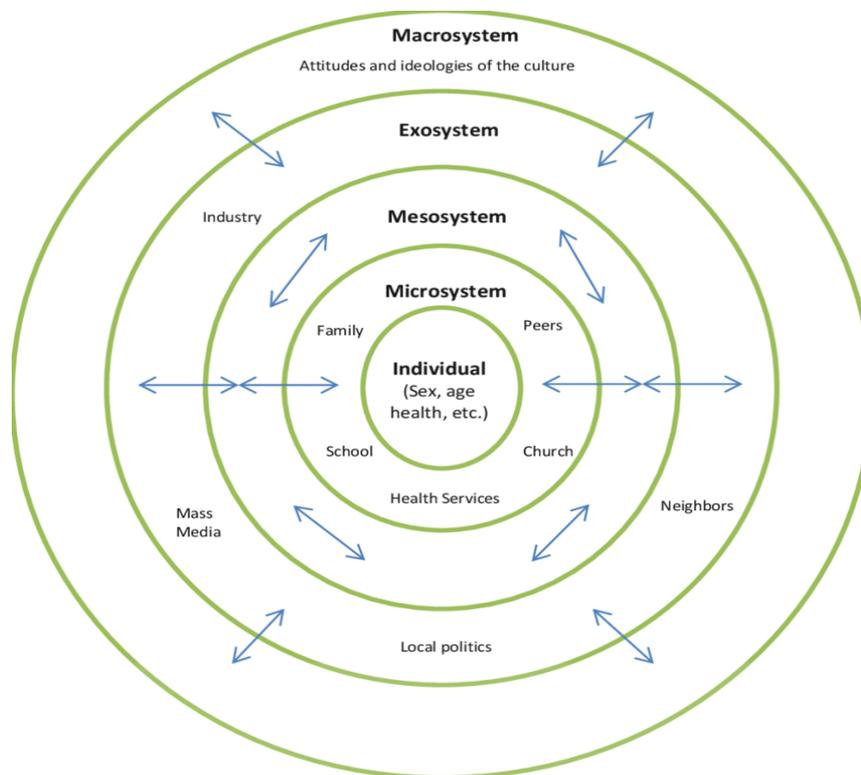 Macrosystem
Attitudes and ideologies of the culture
Exosystem
Industry
Mesosystem
Microsystem
Family
Peers
Individual
(Sex, age
health, etc.)
School
Church
Health Services
Mass
Media
Neighbors
Local politics